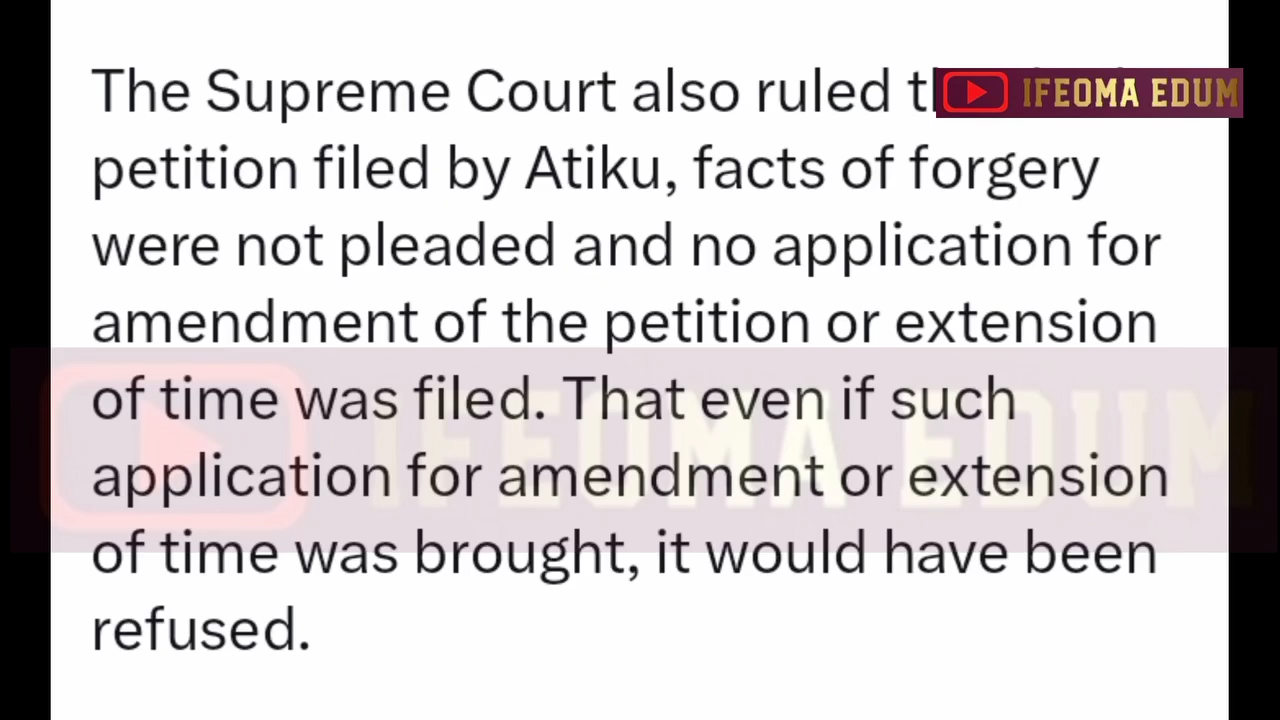 The Supreme Court also ruled
IFEOMA EDUM
petition filed by Atiku, facts of forgery
were not pleaded and no application for
amendment of the petition or extension
of time was filed. That even if such
IFEOMA EDUM
application for amendment or extension
of time was brought, it would have been
refused.